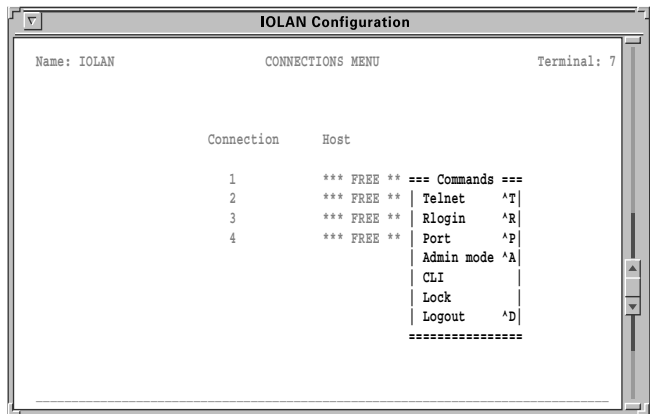 IOLAN Configuration
Name: IOLAN CONNECTIONS MENU Terminal: 7
Connection Host
1 *** FREE ** === Commands ===
2 *** FREE ** | Telnet ^T|
3 *** FREE ** | Rlogin ^R|
4 *** FREE ** | Port ^P|
| Admin mode ^A|
| CLI |
| Lock |
| Logout ^D|
================